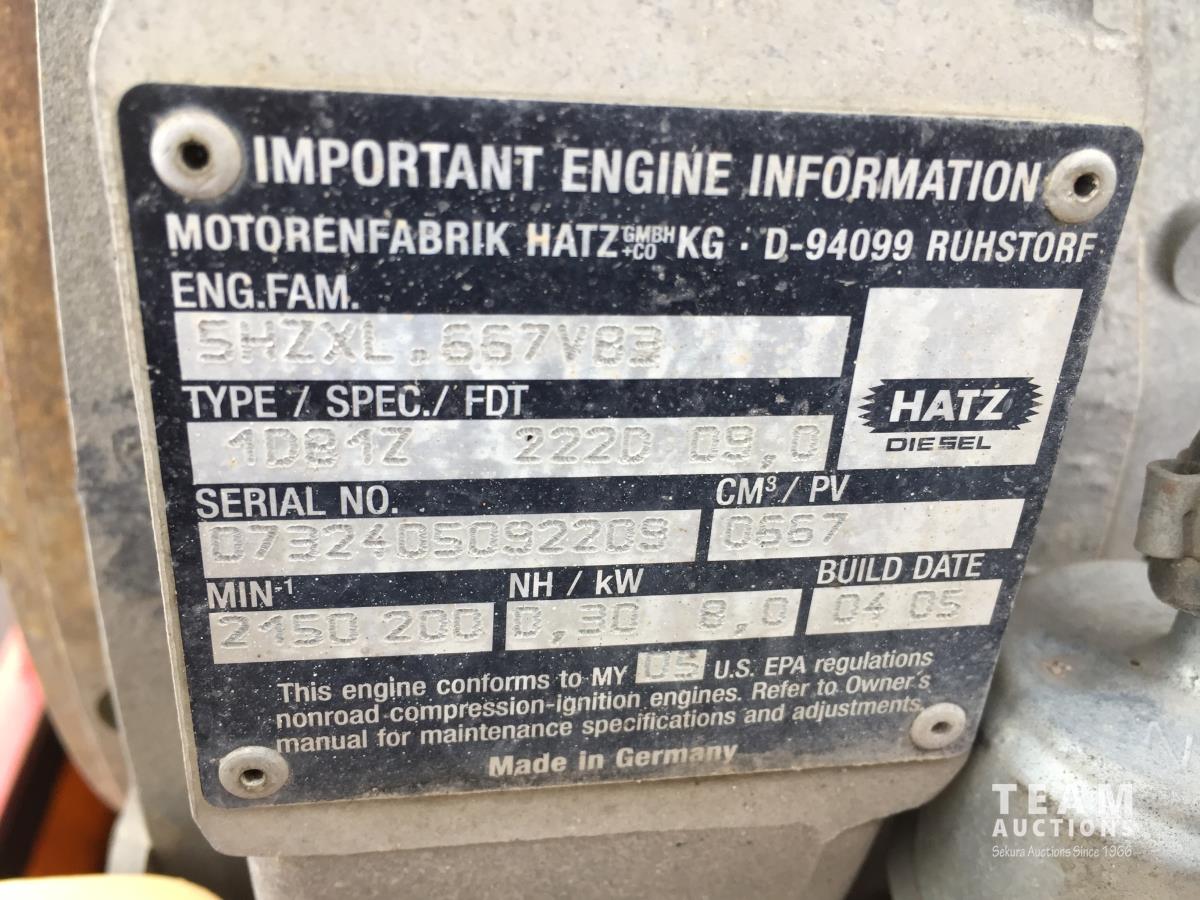 IMPORTANT ENGINE INFORMATION
MOTORENFABRIK HATZ GMBH +CO KG · D-94099 RUHSTORF
ENG.FAM.
5HZXL.667V83
TYPE / SPEC./ FDT
1D81Z 222D 09,0
HATZ
DIESEL
SERIAL NO. CM³/ PV
0732405092209 0667
MIN-1 NH / kW BUILD DATE
2150 200 0,30 8,0 04 05
This engine conforms to MY 05 U.S. EPA regulations
nonroad compression-ignition engines. Refer to Owner's
manual for maintenance specifications and adjustments.
Made in Germany
TEAM
AUCTIONS
Sekura Auctions Since 1966